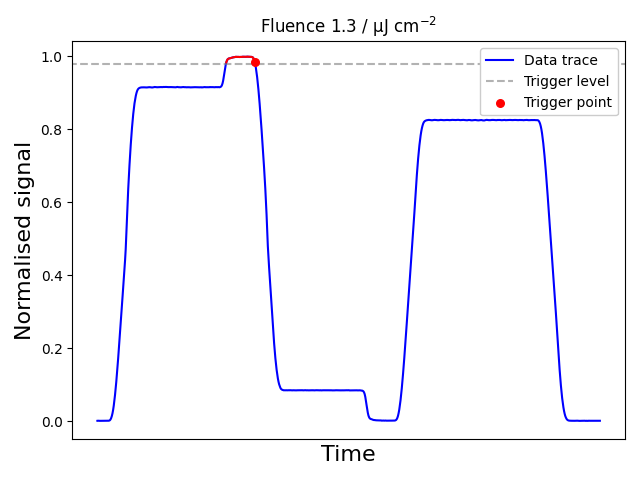 Fluence 1.3 / μJ cm⁻²
Data trace
Trigger level
Trigger point
Normalised signal
1.0
0.8
0.6
0.4
0.2
0.0
Time